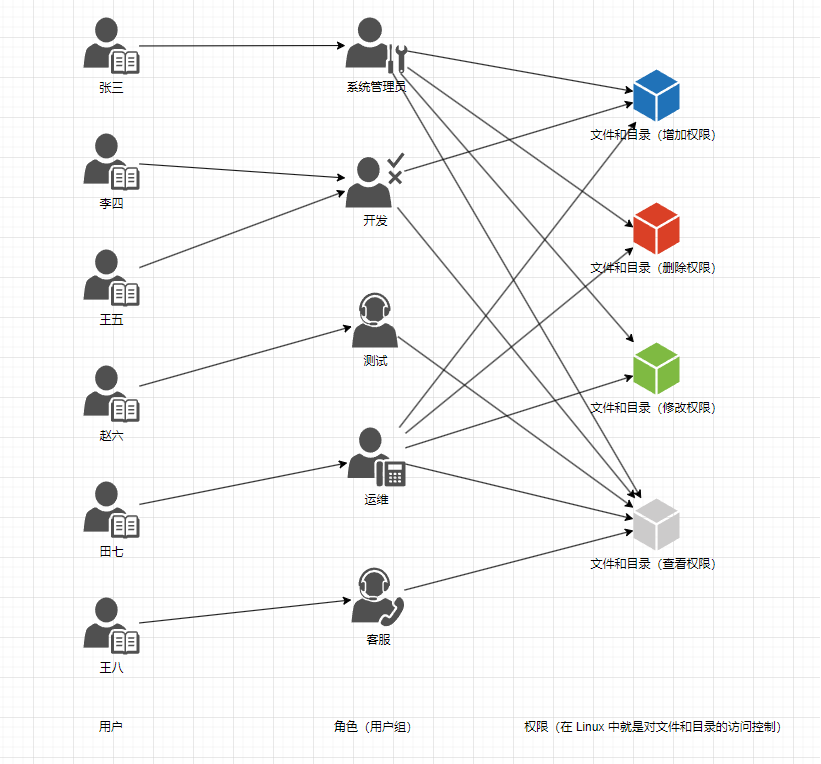 张三
系统管理员
文件和目录（增加权限）
李四
开发
文件和目录（删除权限）
王五
测试
文件和目录（修改权限）
赵六
运维
田七
文件和目录（查看权限）
客服
王八
用户
角色（用户组）
权限（在 Linux 中就是对文件和目录的访问控制）